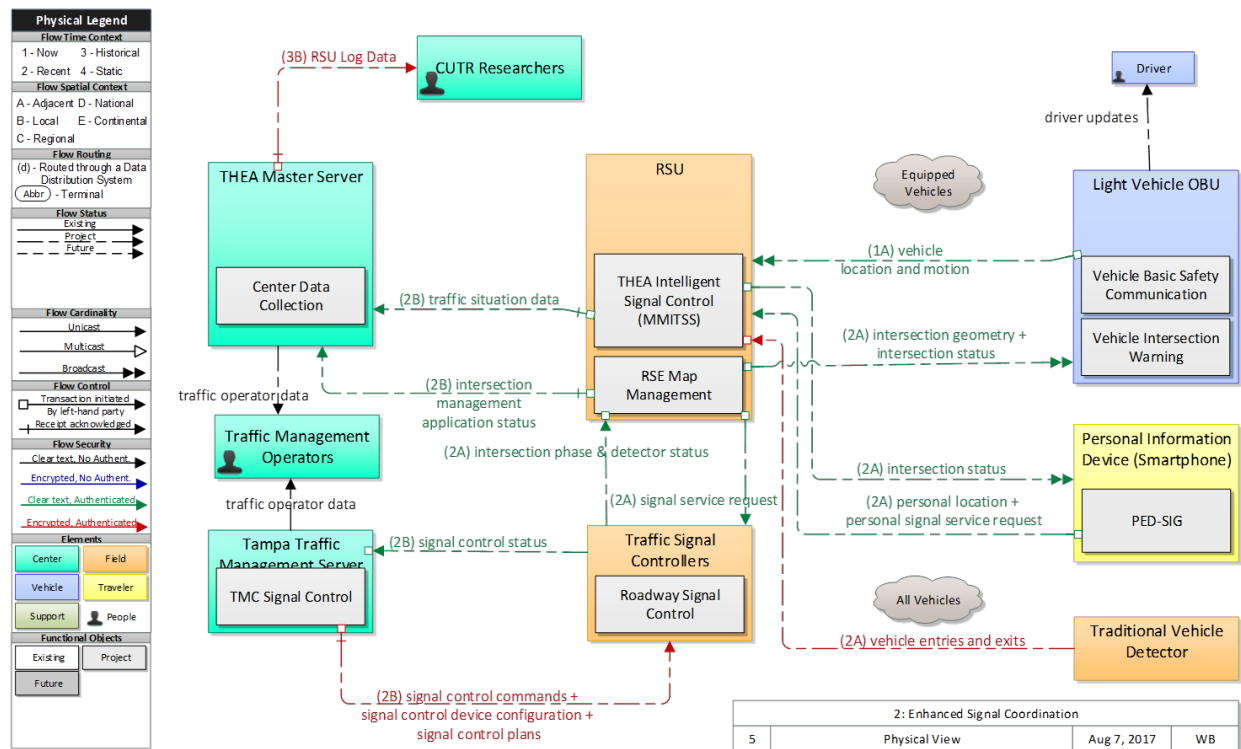 Physical Legend
Flow Time Context
1 - Now 3 - Historical
2 - Recent 4 - Static
Flow Spatial Context
A - Adjacent D - National
B - Local E - Continental
C - Regional
Flow Routing
(d) - Routed through a Data
Distribution System
Abbr - Terminal
Flow Status
Existing
Project
Future
Flow Cardinality
Unicast
Multicast
Broadcast
Flow Control
Transaction initiated
By left-hand party
Receipt acknowledged
Flow Security
Clear text, No Authent.
Encrypted, No Authent.
Clear text, Authenticated
Encrypted, Authenticated
Elements
Center Field
Vehicle Traveler
Support People
Functional Objects
Existing Project
Future
(3B) RSU Log Data
CUTR Researchers
Driver
driver updates
THEA Master Server
Center Data
Collection
RSU
THEA Intelligent
Signal Control
(MMITSS)
RSE Map
Management
Equipped
Vehicles
Light Vehicle OBU
Vehicle Basic Safety
Communication
Vehicle Intersection
Warning
(1A) vehicle
location and motion
(2B) traffic situation data
(2A) intersection geometry +
intersection status
(2B) intersection
management
application status
traffic operator data
Traffic Management
Operators
(2A) intersection phase & detector status
(2A) signal service request
traffic operator data
Personal Information
Device (Smartphone)
PED-SIG
(2A) intersection status
(2A) personal location +
personal signal service request
Tampa Traffic
Management Server
TMC Signal Control
(2B) signal control status
Traffic Signal
Controllers
Roadway Signal
Control
All Vehicles
(2A) vehicle entries and exits
Traditional Vehicle
Detector
(2B) signal control commands +
signal control device configuration +
signal control plans
2: Enhanced Signal Coordination
5 Physical View Aug 7, 2017 WB